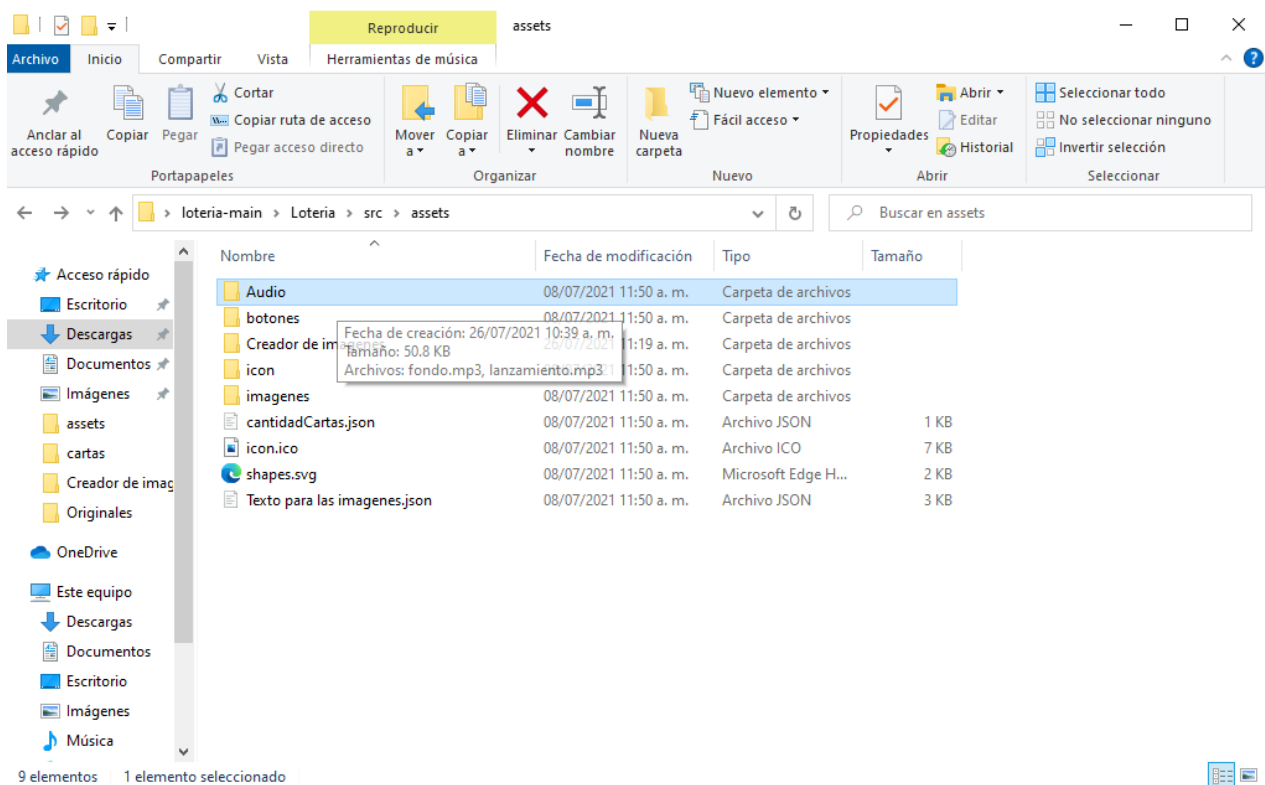 Reproducir
assets
Archivo
Inicio
Compartir
Vista
Herramientas de música
Anclar al acceso rápido
Copiar
Pegar
Cortar
Copiar ruta de acceso
Pegar acceso directo
Portapapeles
Mover a
Copiar a
Eliminar
Cambiar nombre
Organizar
Nueva carpeta
Nuevo elemento
Fácil acceso
Nuevo
Propiedades
Abrir
Editar
Historial
Abrir
Seleccionar todo
No seleccionar ninguno
Invertir selección
Seleccionar
loteria-main > Loteria > src > assets
Buscar en assets
Acceso rápido
Escritorio
Descargas
Documentos
Imágenes
assets
cartas
Creador de imag
Originales
OneDrive
Este equipo
Descargas
Documentos
Escritorio
Imágenes
Música
Nombre Fecha de modificación Tipo Tamaño
Audio 08/07/2021 11:50 a. m. Carpeta de archivos
botones 08/07/2021 11:50 a. m. Carpeta de archivos
Creador de imagenes 26/07/2021 11:19 a. m. Carpeta de archivos
icon 11:50 a. m. Carpeta de archivos
imagenes 08/07/2021 11:50 a. m. Carpeta de archivos
cantidadCartas.json 08/07/2021 11:50 a. m. Archivo JSON 1 KB
icon.ico 08/07/2021 11:50 a. m. Archivo ICO 7 KB
shapes.svg 08/07/2021 11:50 a. m. Microsoft Edge H... 2 KB
Texto para las imagenes.json 08/07/2021 11:50 a. m. Archivo JSON 3 KB
Fecha de creación: 26/07/2021 10:39 a. m.
Tamaño: 50.8 KB
Archivos: fondo.mp3, lanzamiento.mp3
9 elementos
1 elemento seleccionado